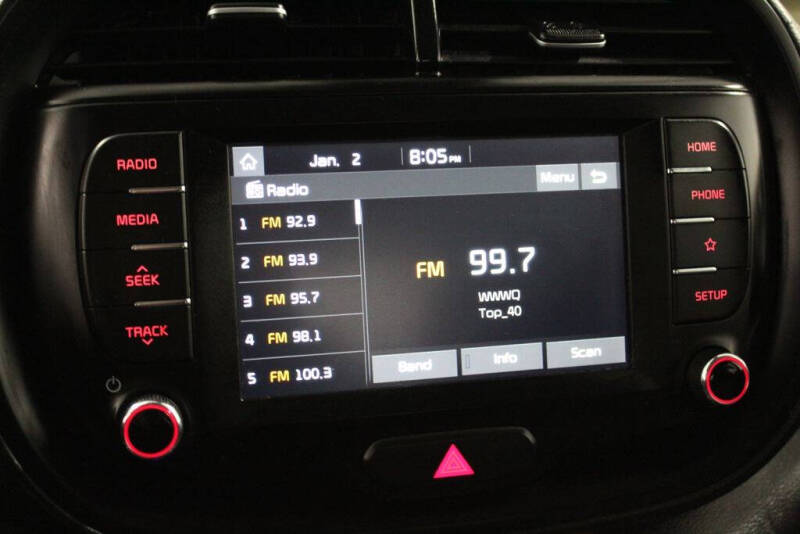 Jan. 2 8:05 PM
Radio Menu
1 FM 92.9
2 FM 93.9
3 FM 95.7
4 FM 98.1
5 FM 100.3
FM 99.7
WWWQ
Top_40
Band Info Scan
RADIO
MEDIA
SEEK
TRACK
HOME
PHONE
SETUP